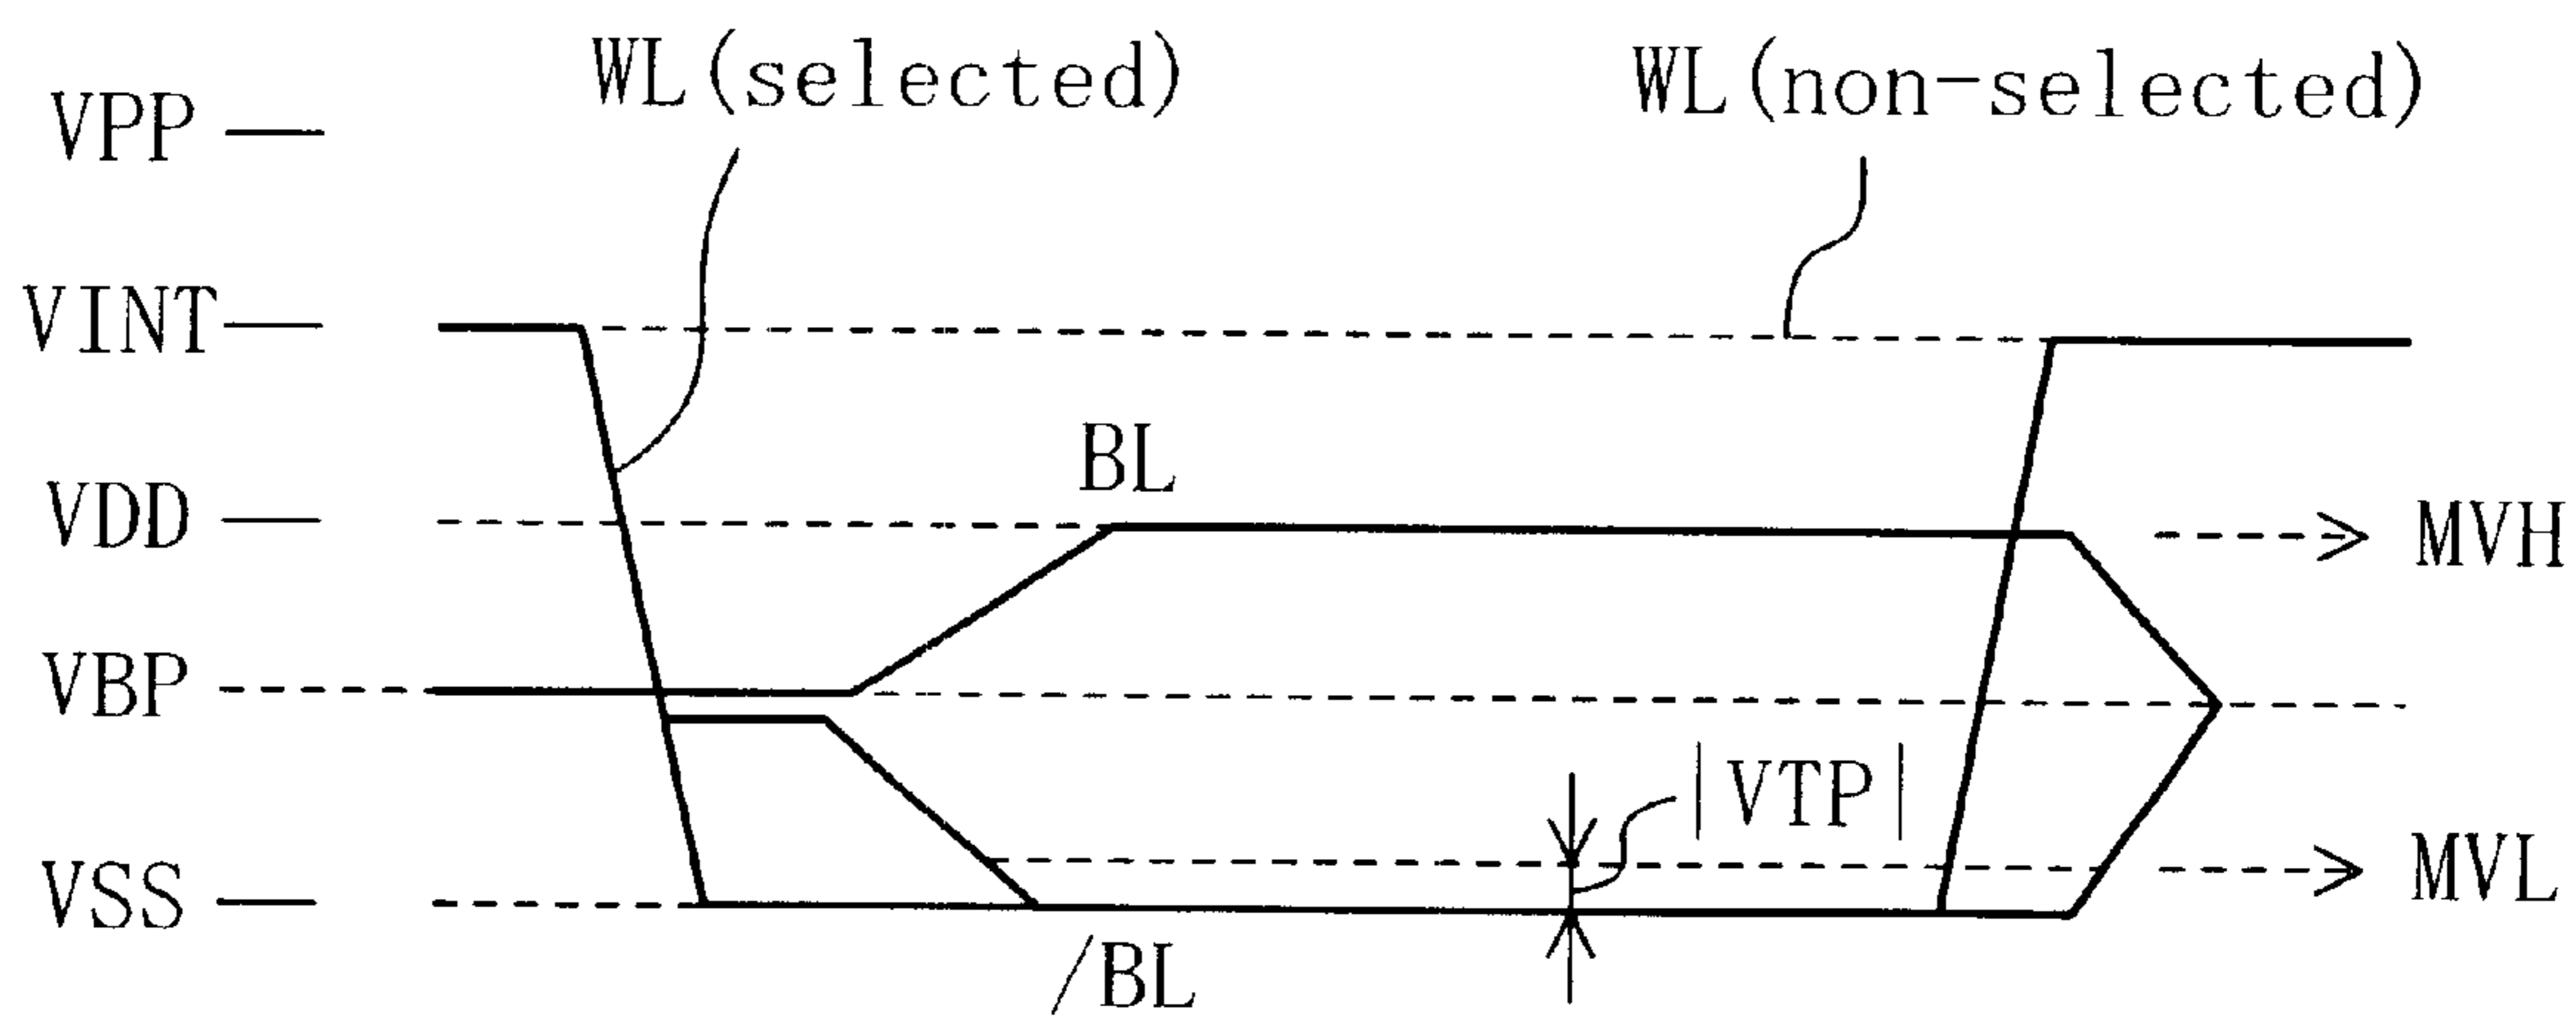 WL(selected)
WL(non-selected)
VPP
VINT
BL
VDD
MVH
VBP
|VTP|
VSS
MVL
/BL